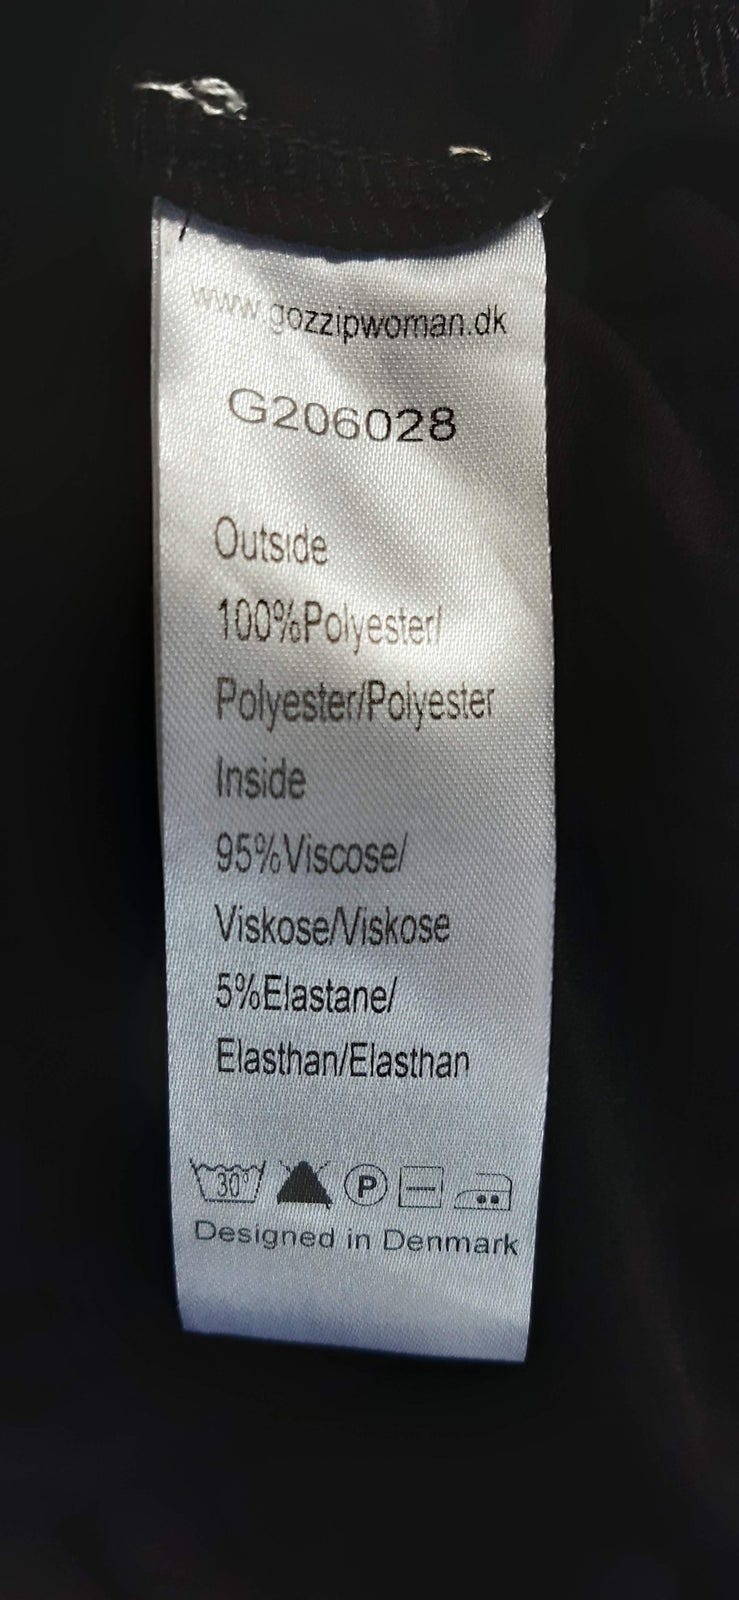 www.gozzipwoman.dk
G206028
Outside
100%Polyester/
Polyester/Polyester
Inside
95%Viscose/
Viskose/Viskose
5%Elastane/
Elasthan/Elasthan
30° P
Designed in Denmark